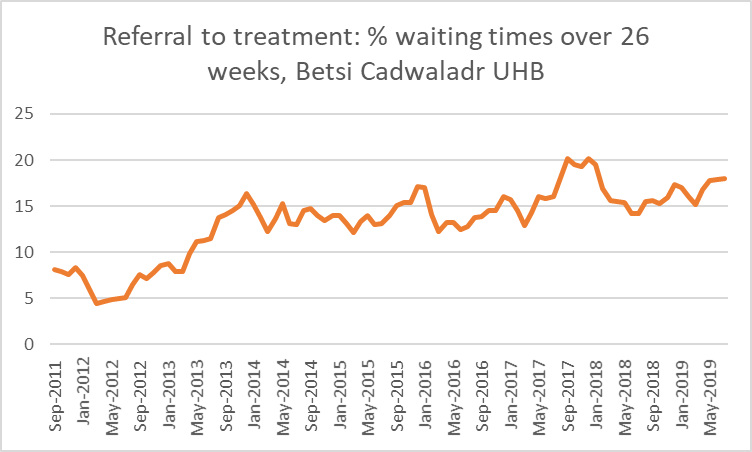 Referral to treatment: % waiting times over 26
weeks, Betsi Cadwaladr UHB
25
20
15
10
5
0
Sep-2011
Jan-2012
May-2012
Sep-2012
Jan-2013
May-2013
Sep-2013
Jan-2014
May-2014
Sep-2014
Jan-2015
May-2015
Sep-2015
Jan-2016
May-2016
Sep-2016
Jan-2017
May-2017
Sep-2017
Jan-2018
May-2018
Sep-2018
Jan-2019
May-2019